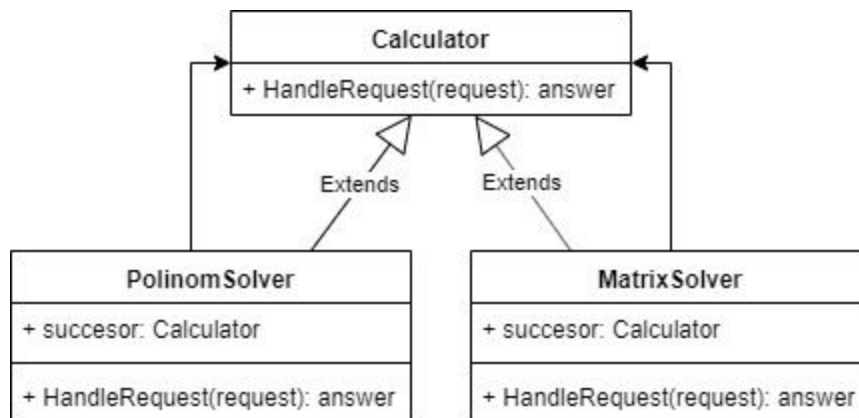 Calculator
+ HandleRequest(request): answer
Extends
Extends
PolinomSolver
+ succesor: Calculator
+ HandleRequest(request): answer
MatrixSolver
+ succesor: Calculator
+ HandleRequest(request): answer